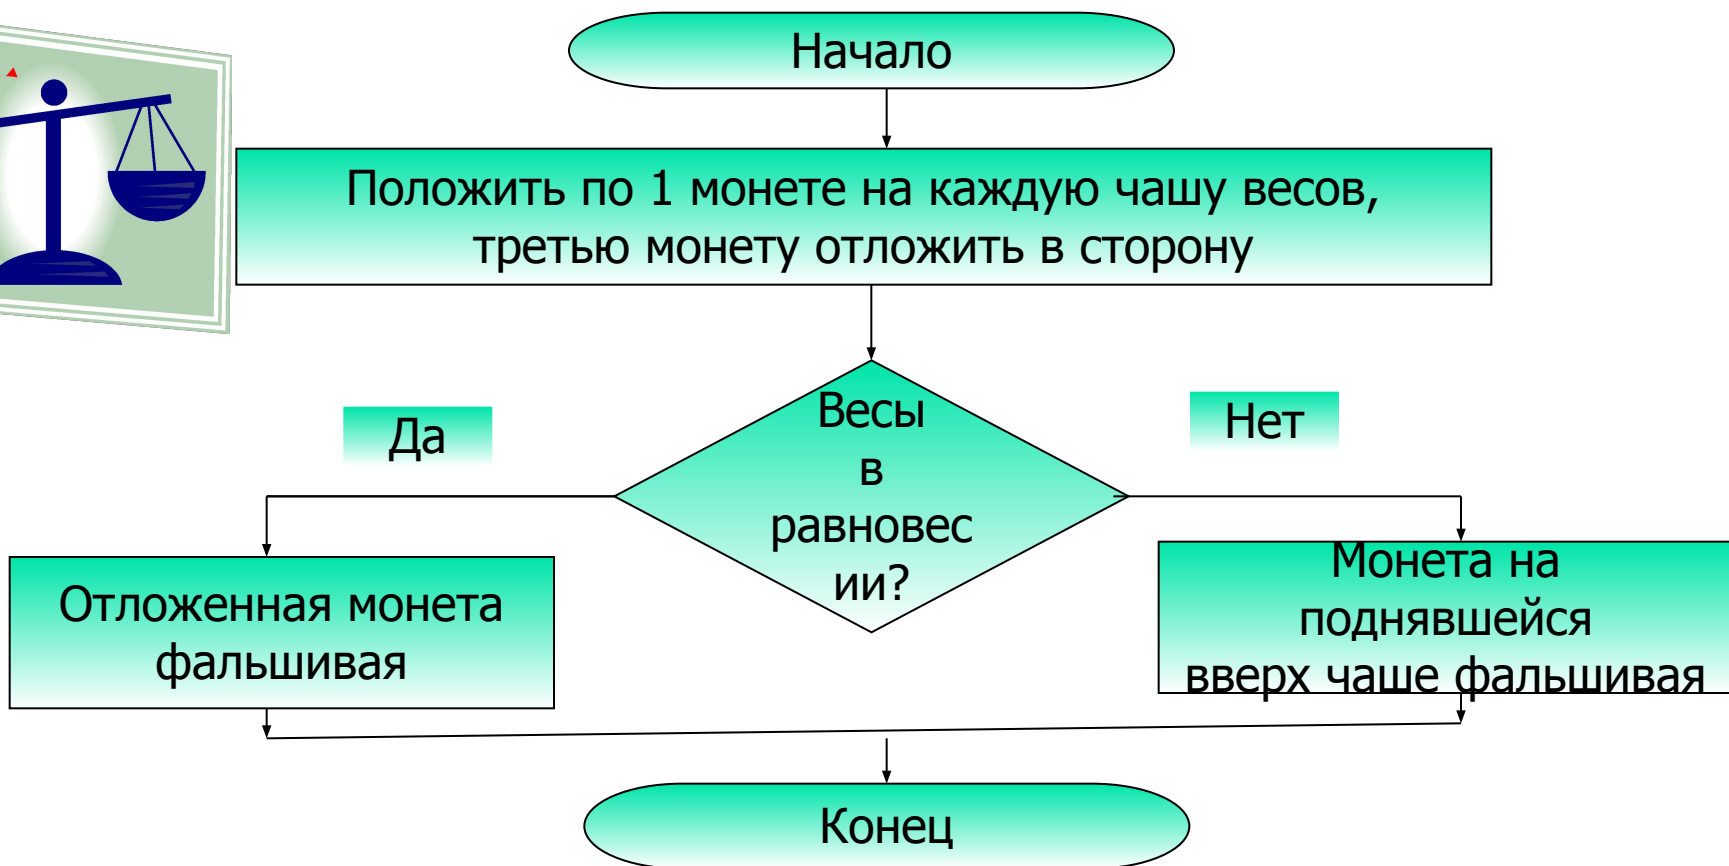 Начало
Положить по 1 монете на каждую чашу весов,
третью монету отложить в сторону
Весы
в
равновес
ии?
Да
Нет
Отложенная монета
фальшивая
Монета на
поднявшейся
вверх чаше фальшивая
Конец